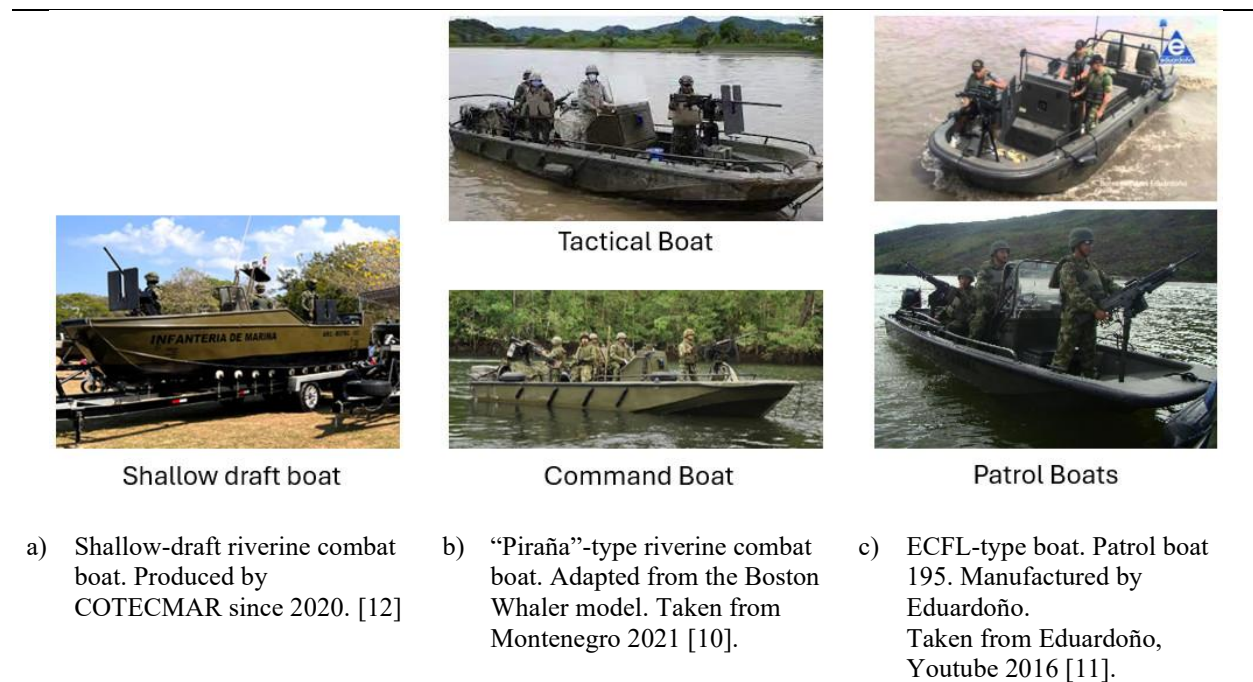 eduardoño
Tactical Boat
INFANTERIA DE MARINA
Shallow draft boat
Command Boat
Patrol Boats
a) Shallow-draft riverine combat
boat. Produced by
COTECMAR since 2020. [12]
b) “Piraña”-type riverine combat
boat. Adapted from the Boston
Whaler model. Taken from
Montenegro 2021 [10].
c) ECFL-type boat. Patrol boat
195. Manufactured by
Eduardoño.
Taken from Eduardoño,
Youtube 2016 [11].